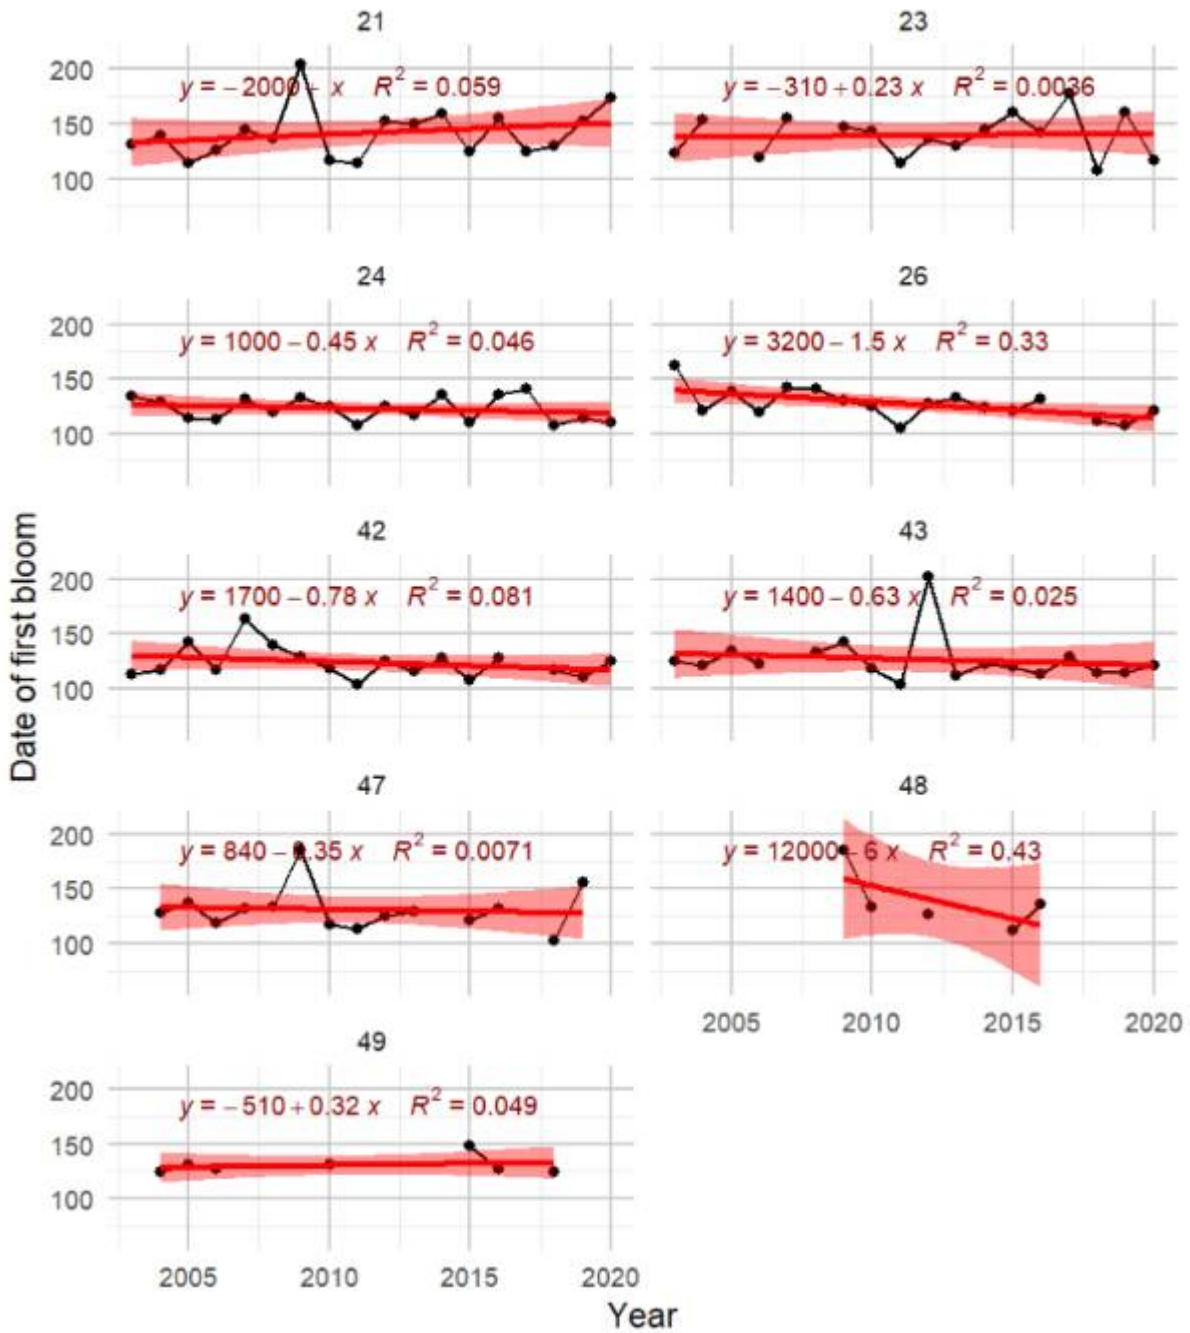 21 23
200
150
100
y = −2000 + x R² = 0.059
y = −310 + 0.23 x R² = 0.0036
24 26
200
150
100
y = 1000 − 0.45 x R² = 0.046
y = 3200 − 1.5 x R² = 0.33
42 43
200
150
100
y = 1700 − 0.78 x R² = 0.081
y = 1400 − 0.63 x R² = 0.025
Date of first bloom
47 48
200
150
100
y = 840 − 0.35 x R² = 0.0071
y = 12000 − 6 x R² = 0.43
2005 2010 2015 2020
49
200
150
100
y = −510 + 0.32 x R² = 0.049
2005 2010 2015 2020
Year